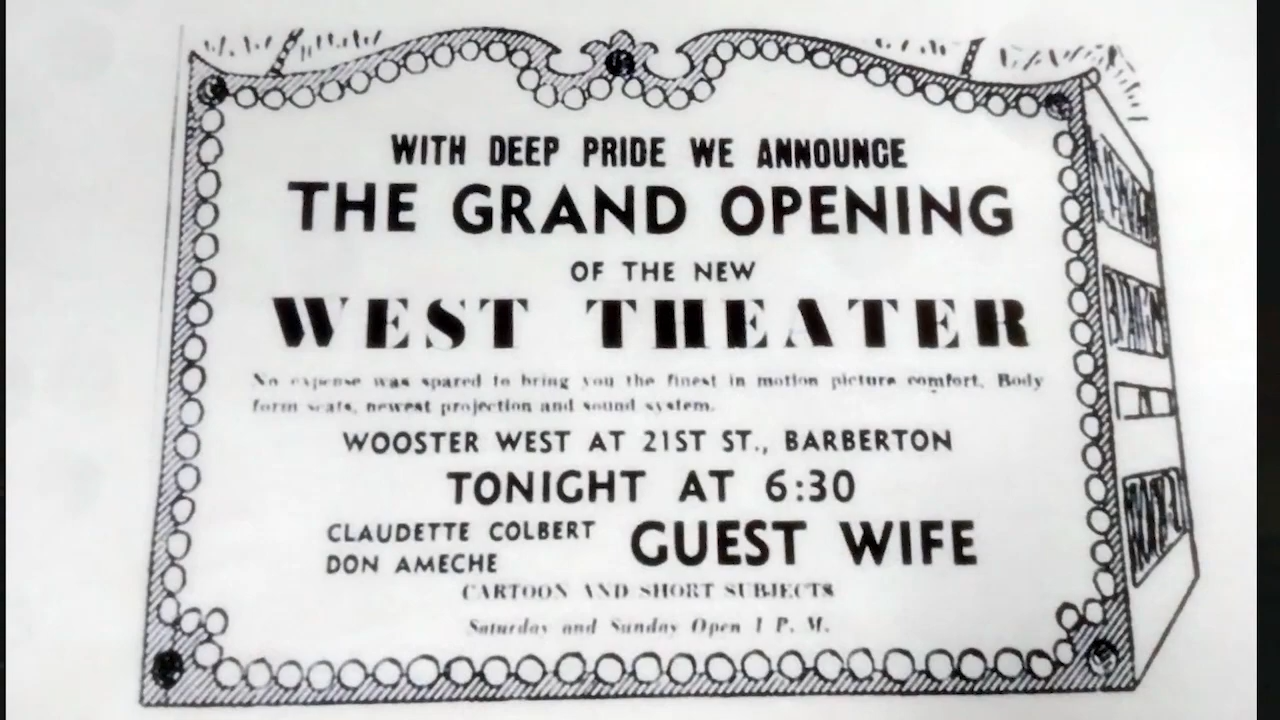 WITH DEEP PRIDE WE ANNOUNCE
THE GRAND OPENING
OF THE NEW
WEST THEATER
No expense was spared to bring you the finest in motion picture comfort. Body
form seats, newest projection and sound system.
WOOSTER WEST AT 21ST ST., BARBERTON
TONIGHT AT 6:30
CLAUDETTE COLBERT
DON AMECHE
GUEST WIFE
CARTOON AND SHORT SUBJECTS
Saturday and Sunday Open 1 P. M.